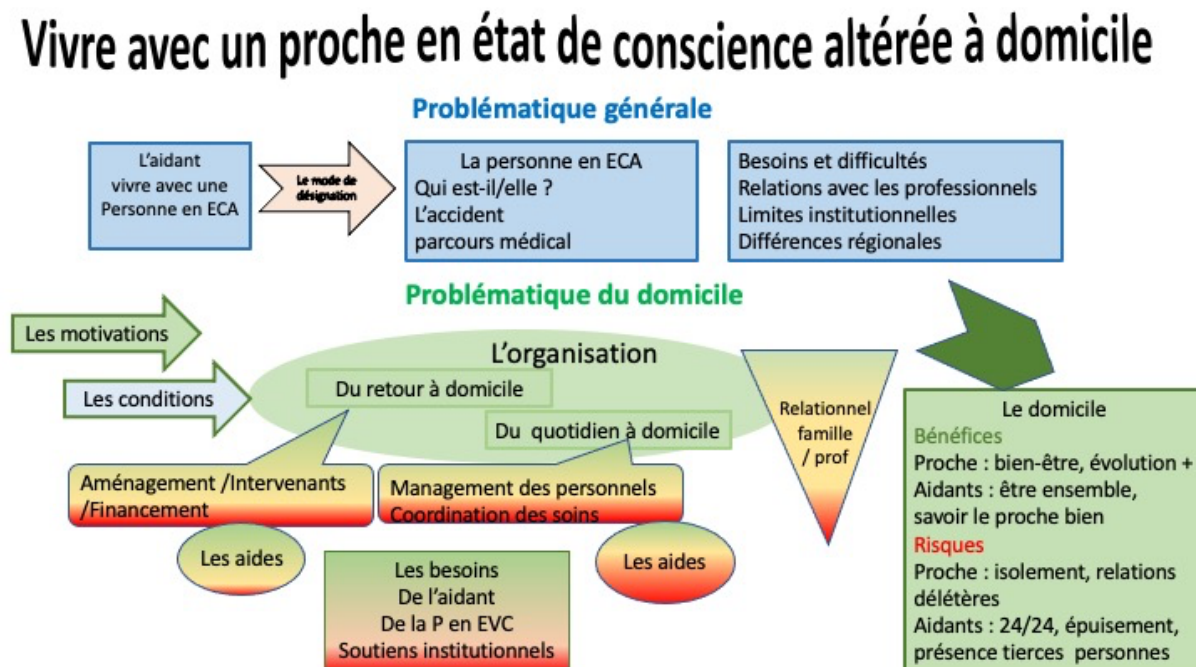 Vivre avec un proche en état de conscience altérée à domicile
Problématique générale
L'aidant
vivre avec une
Personne en ECA
Le mode de
désignation
La personne en ECA
Qui est-il/elle ?
L'accident
parcours médical
Besoins et difficultés
Relations avec les professionnels
Limites institutionnelles
Différences régionales
Problématique du domicile
Les motivations
Les conditions
L'organisation
Du retour à domicile
Du quotidien à domicile
Aménagement /Intervenants
/Financement
Management des personnels
Coordination des soins
Les aides
Les aides
Les besoins
De l'aidant
De la P en EVC
Soutiens institutionnels
Relationnel
famille
/ prof
Le domicile
Bénéfices
Proche : bien-être, évolution +
Aidants : être ensemble,
savoir le proche bien
Risques
Proche : isolement, relations
délétères
Aidants : 24/24, épuisement,
présence tierces personnes